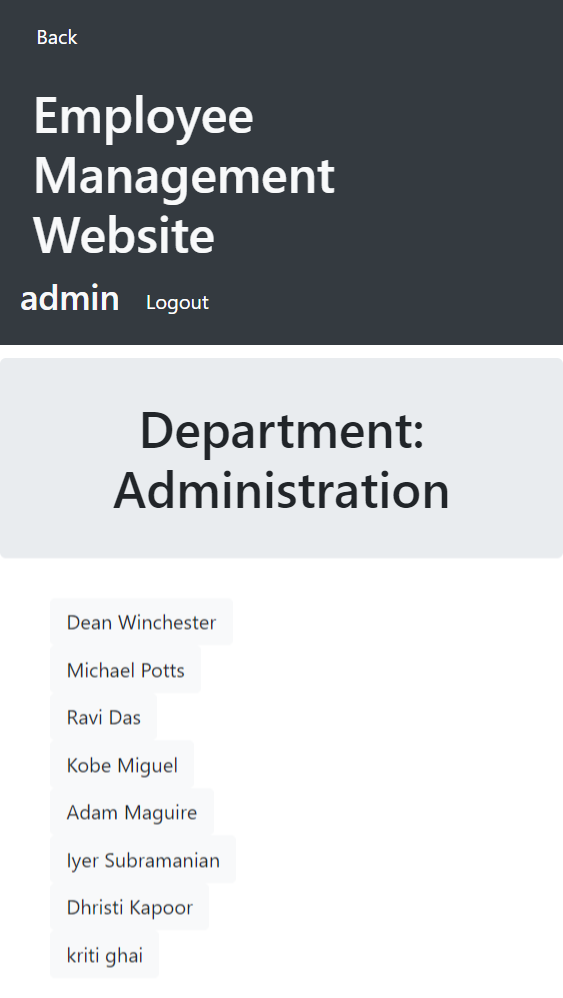 Back
Employee
Management
Website
admin Logout
Department:
Administration
Dean Winchester
Michael Potts
Ravi Das
Kobe Miguel
Adam Maguire
Iyer Subramanian
Dhristi Kapoor
kriti ghai